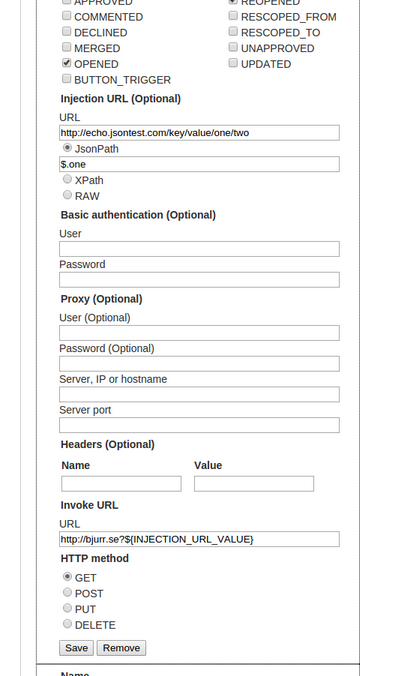 APPROVED REOPENED
COMMENTED RESCOPED_FROM
DECLINED RESCOPED_TO
MERGED UNAPPROVED
OPENED UPDATED
BUTTON_TRIGGER
Injection URL (Optional)
URL
http://echo.jsontest.com/key/value/one/two
JsonPath
$.one
XPath
RAW
Basic authentication (Optional)
User
Password
Proxy (Optional)
User (Optional)
Password (Optional)
Server, IP or hostname
Server port
Headers (Optional)
Name Value
Invoke URL
URL
http://bjurr.se?${INJECTION_URL_VALUE}
HTTP method
GET
POST
PUT
DELETE
Save Remove
Name